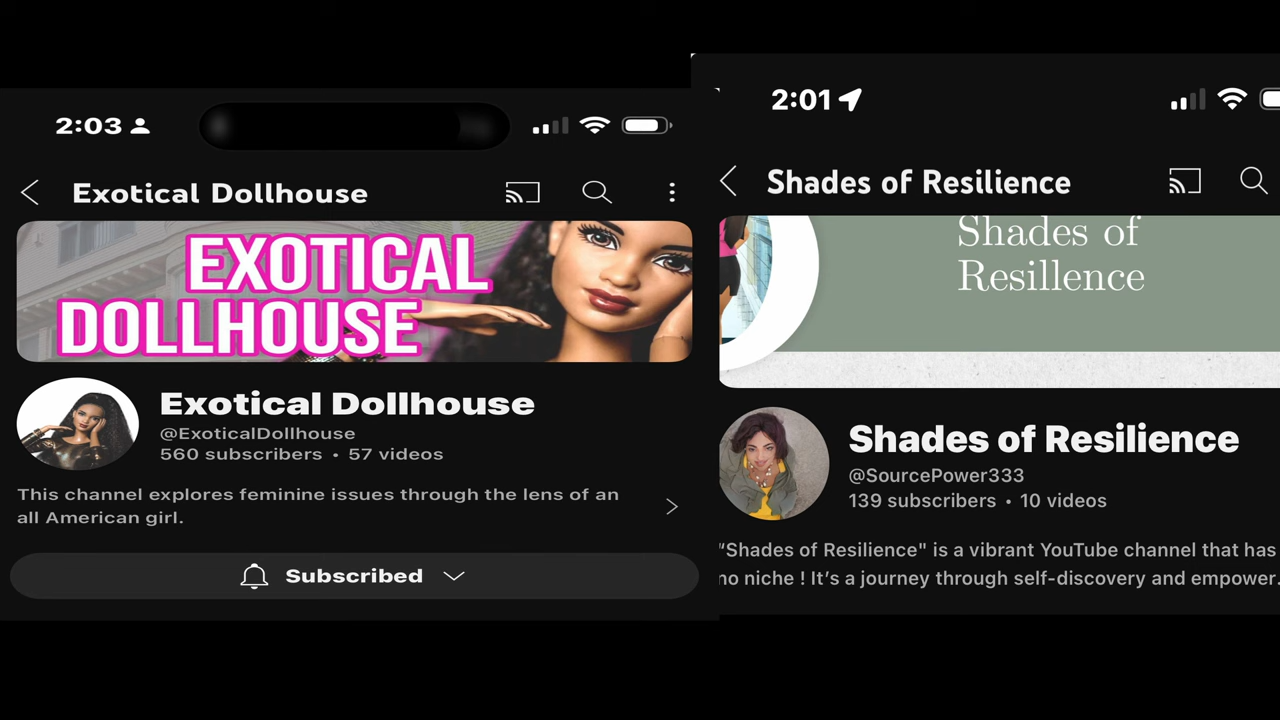 2:03
Exotical Dollhouse
EXOTICAL
DOLLHOUSE
Exotical Dollhouse
@ExoticalDollhouse
560 subscribers • 57 videos
This channel explores feminine issues through the lens of an
all American girl.
Subscribed
2:01
Shades of Resilience
Shades of
Resillence
Shades of Resilience
@SourcePower333
139 subscribers • 10 videos
"Shades of Resilience" is a vibrant YouTube channel that has
no niche ! It's a journey through self-discovery and empower.